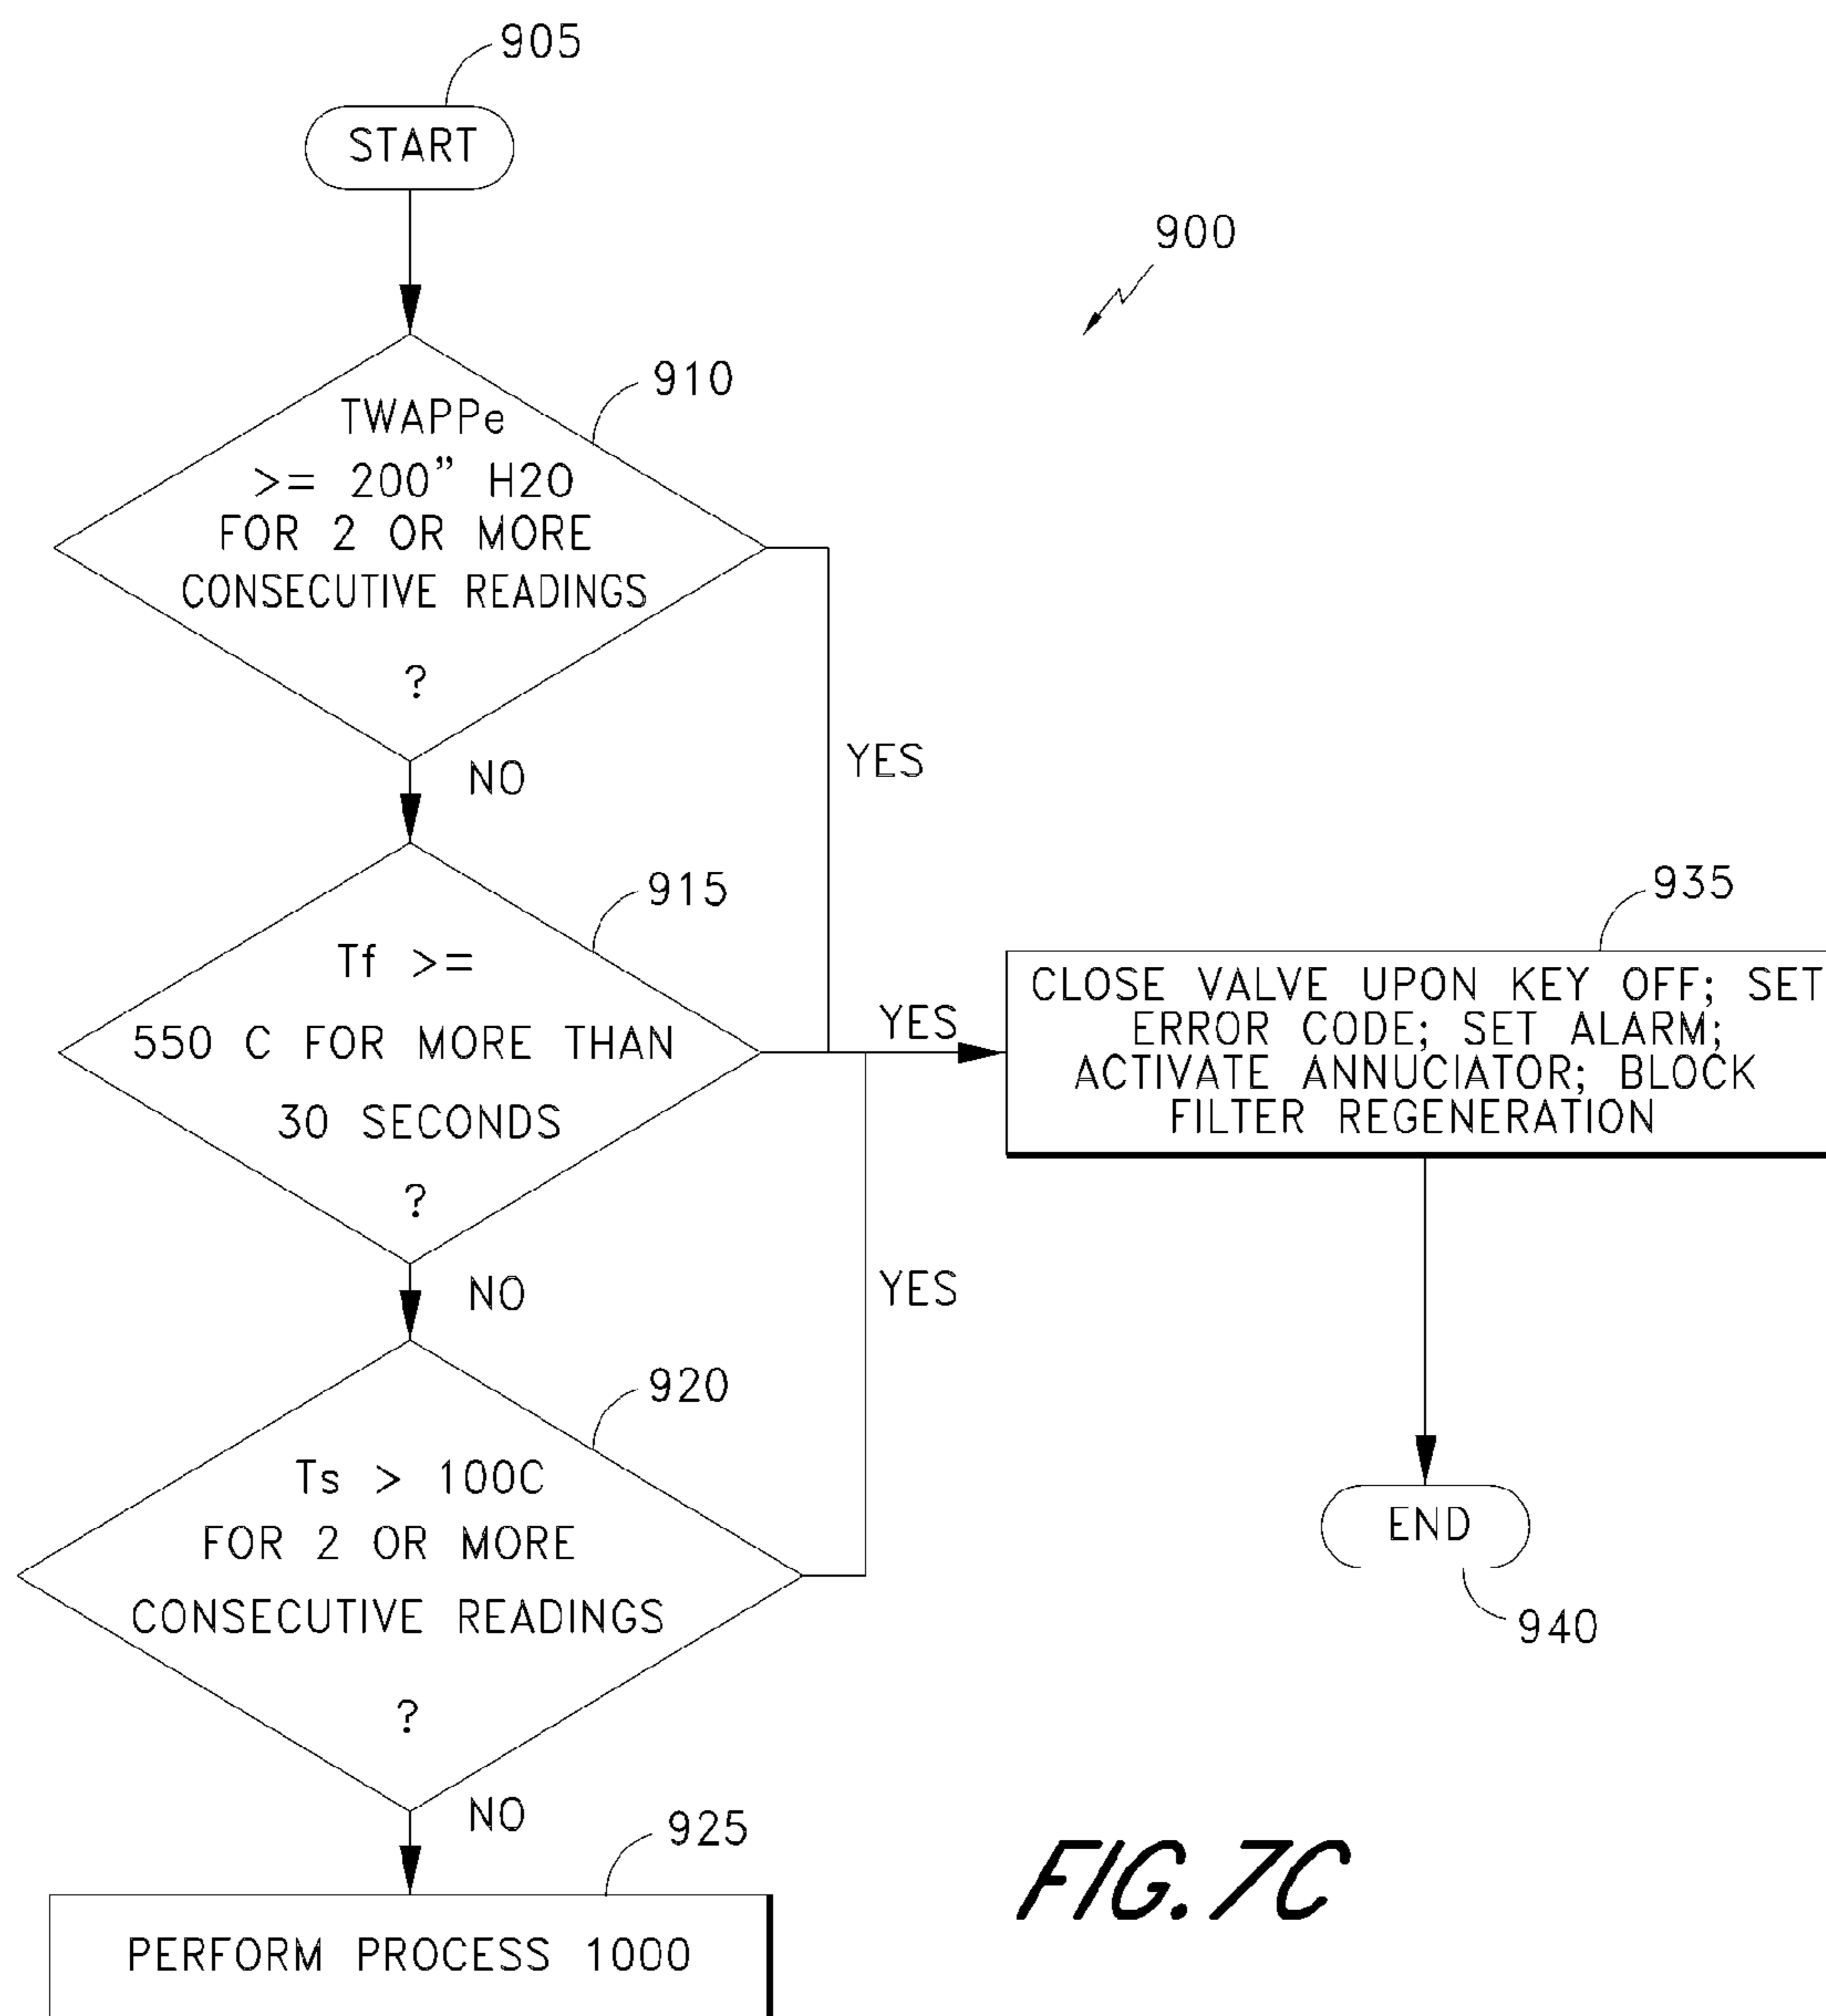 905
START
900
910
TWAPPe
>= 200” H2O
FOR 2 OR MORE
CONSECUTIVE READINGS
?
YES
NO
915
Tf >=
550 C FOR MORE THAN
30 SECONDS
?
YES
935
CLOSE VALVE UPON KEY OFF; SET
ERROR CODE; SET ALARM;
ACTIVATE ANNUCIATOR; BLOCK
FILTER REGENERATION
NO
YES
920
Ts > 100C
FOR 2 OR MORE
CONSECUTIVE READINGS
?
END
940
NO
925
PERFORM PROCESS 1000
FIG. 7C